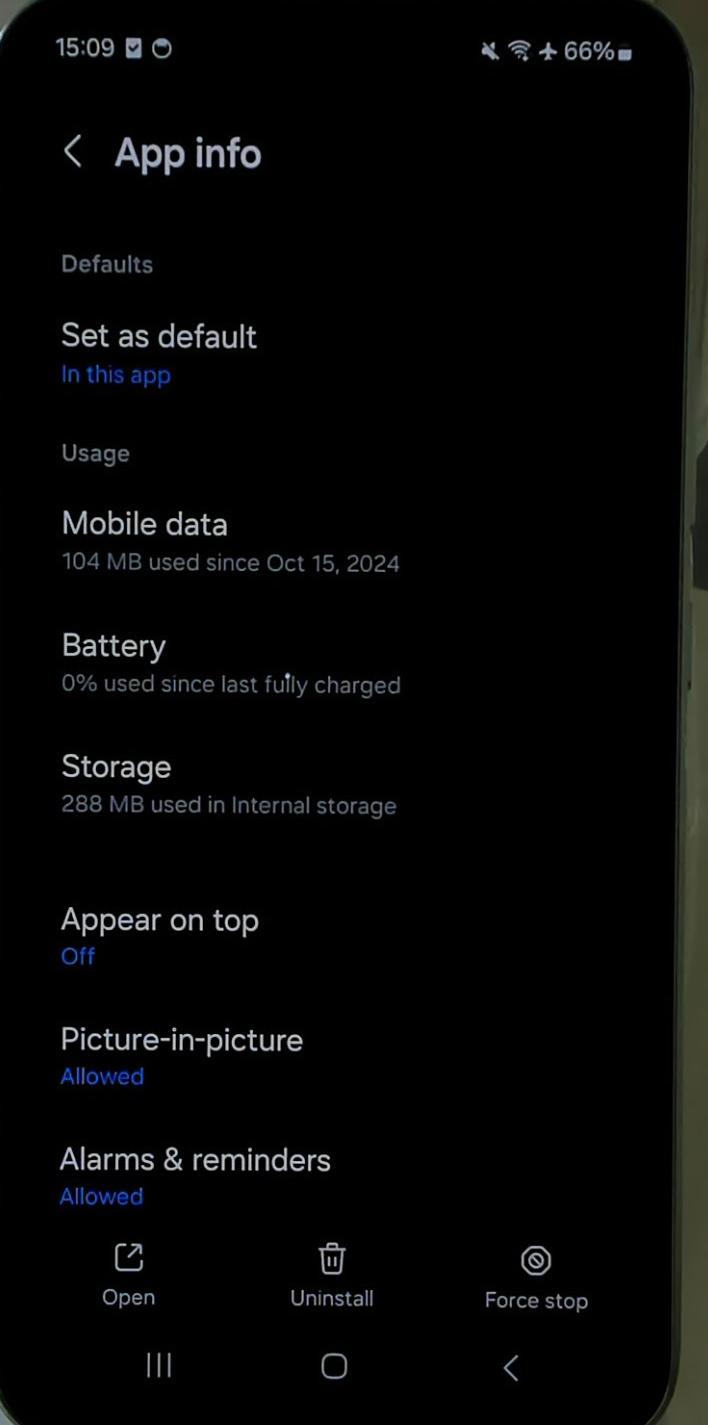 15:09 66%
App info
Defaults
Set as default
In this app
Usage
Mobile data
104 MB used since Oct 15, 2024
Battery
0% used since last fully charged
Storage
288 MB used in Internal storage
Appear on top
Off
Picture-in-picture
Allowed
Alarms & reminders
Allowed
Open Uninstall Force stop